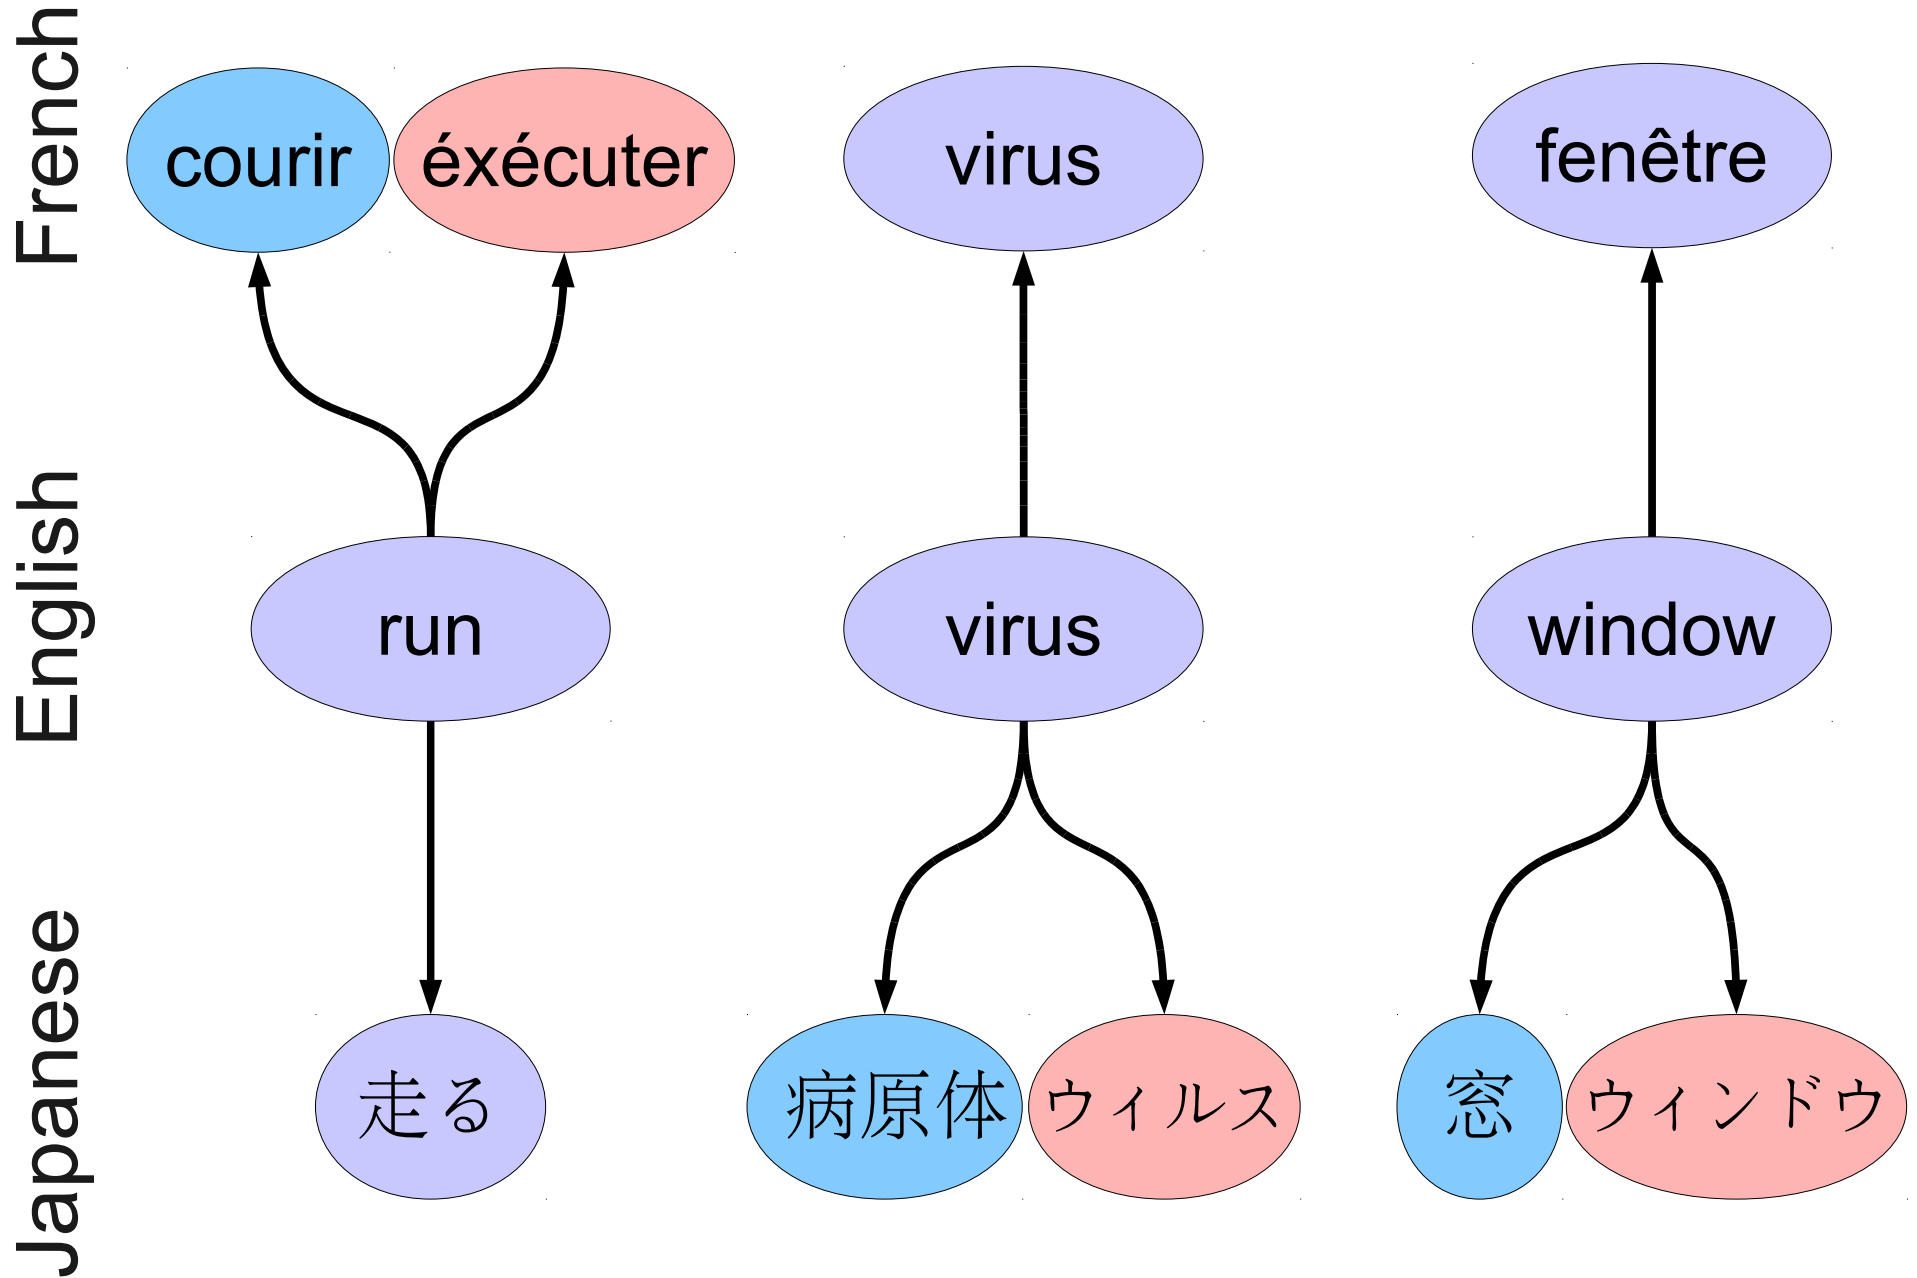 French
courir
éxécuter
virus
fenêtre
English
run
virus
window
Japanese
走る
病原体
ウィルス
窓
ウィンドウ